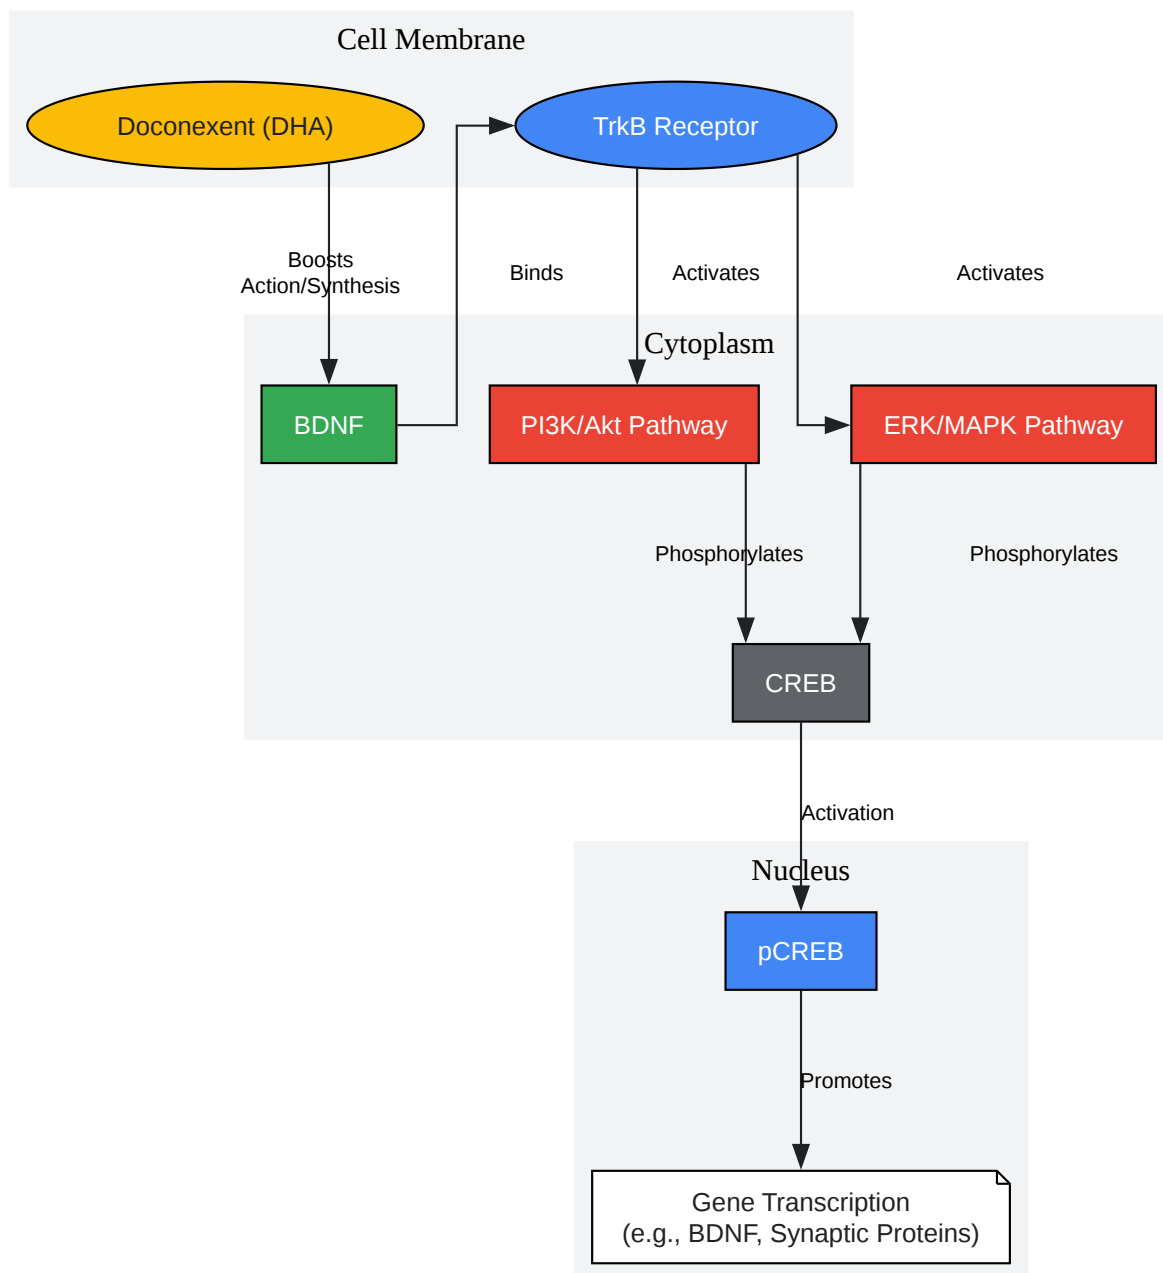 Cell Membrane
Doconexent (DHA)
TrkB Receptor
Boosts
Action/Synthesis
Binds
Activates
Activates
Cytoplasm
BDNF
PI3K/Akt Pathway
ERK/MAPK Pathway
Phosphorylates
Phosphorylates
CREB
Activation
Nucleus
pCREB
Promotes
Gene Transcription
(e.g., BDNF, Synaptic Proteins)